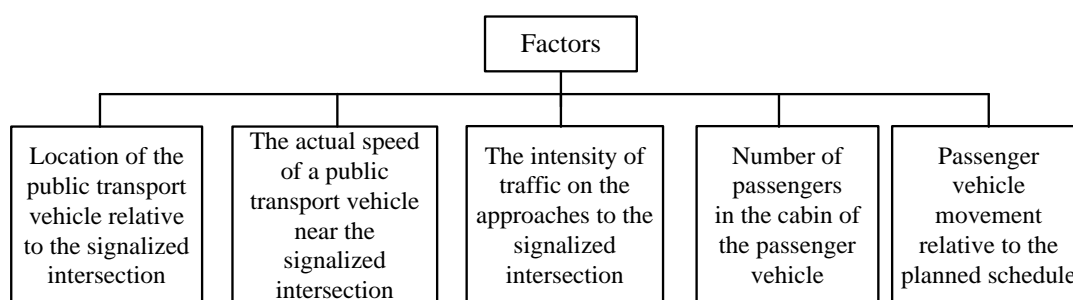 Factors
Location of the
public transport
vehicle relative
to the signalized
intersection
The actual speed
of a public
transport vehicle
near the
signalized
intersection
The intensity of
traffic on the
approaches to the
signalized
intersection
Number of
passengers
in the cabin of
the passenger
vehicle
Passenger
vehicle
movement
relative to the
planned schedule